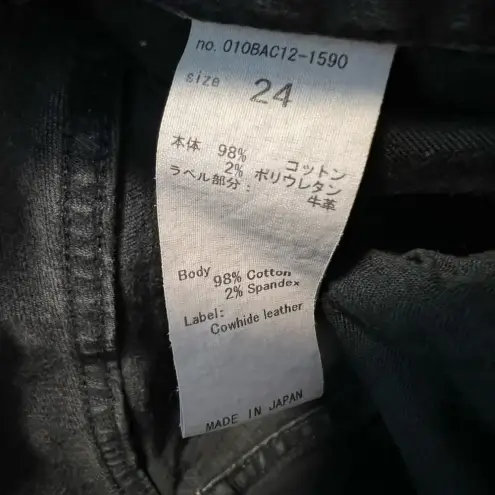 no. 010BAC12-1590
size 24
本体 98% コットン
2% ポリウレタン
ラベル部分: 牛革
Body 98% Cotton
2% Spandex
Label: Cowhide leather
MADE IN JAPAN